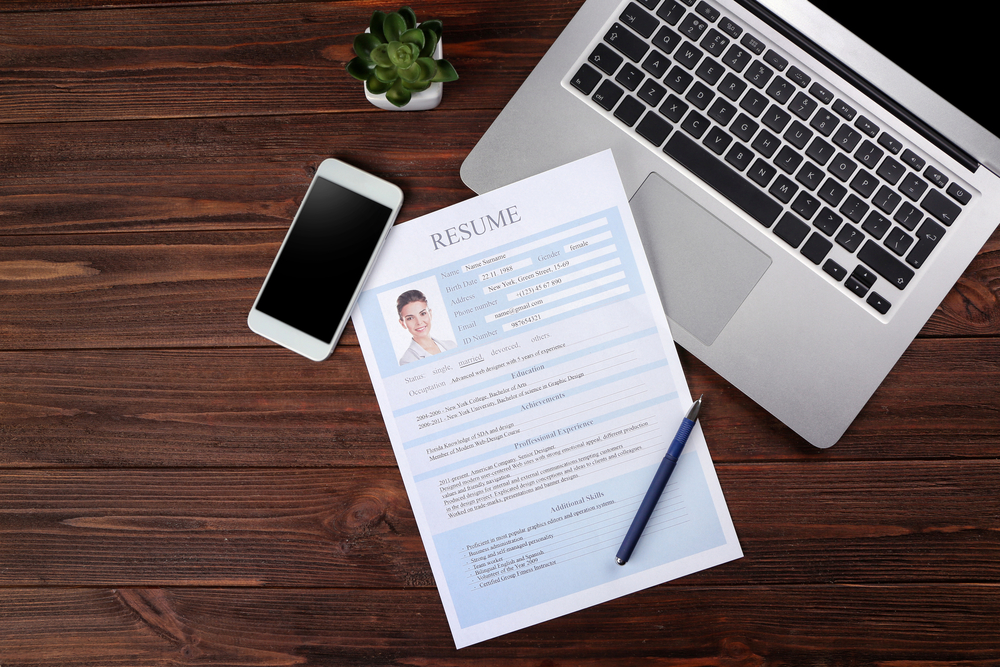 RESUME
Name Name Surname Gender female
Birth Date 22 11. 1988
Address New York, Green Street, 15-69
Phone number +(123) 45 67 890
Email name@gmail.com
ID Number 987654321
Status single, married, devorced, others.
Occuptation Advanced web designer with 5 years of experience
Education
2004-2006 - New York College, Bachelor of Arts
2006-2011 - New York University, Bachelor of science in Graphic Design
Achievements
Florida Knowledge of SDA and design
Member of Modern Web-Design Course
Professional Experience
2011-present. American Company. Senior Designer.
Designed modern user-centered Web sites with strong emotional appeal, different production
values and friendly navigation
Produced designs for internal and external communications tempting customers
in the design project. Explicated design conceptions and ideas to clients and colleagues.
Worked on trade-marks, presentations and banner designs
Additional Skills
- Proficient in most popular graphics editors and operation systems
- Business administration
- Strong and self-managed personality
- Team worker
- Bilingual English and Spanish
- Volunteer of the Year 2009
- Certified Group Fitness Instructor